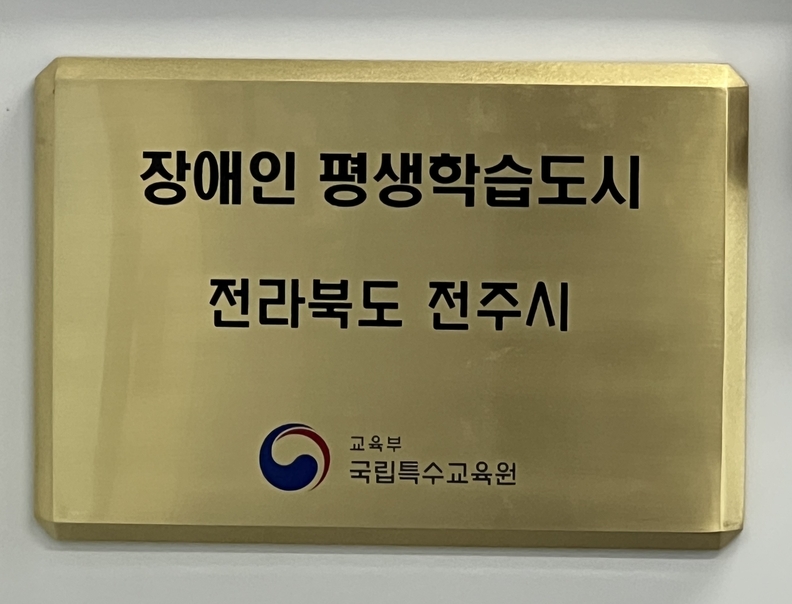 장애인 평생학습도시
전라북도 전주시
교육부
국립특수교육원